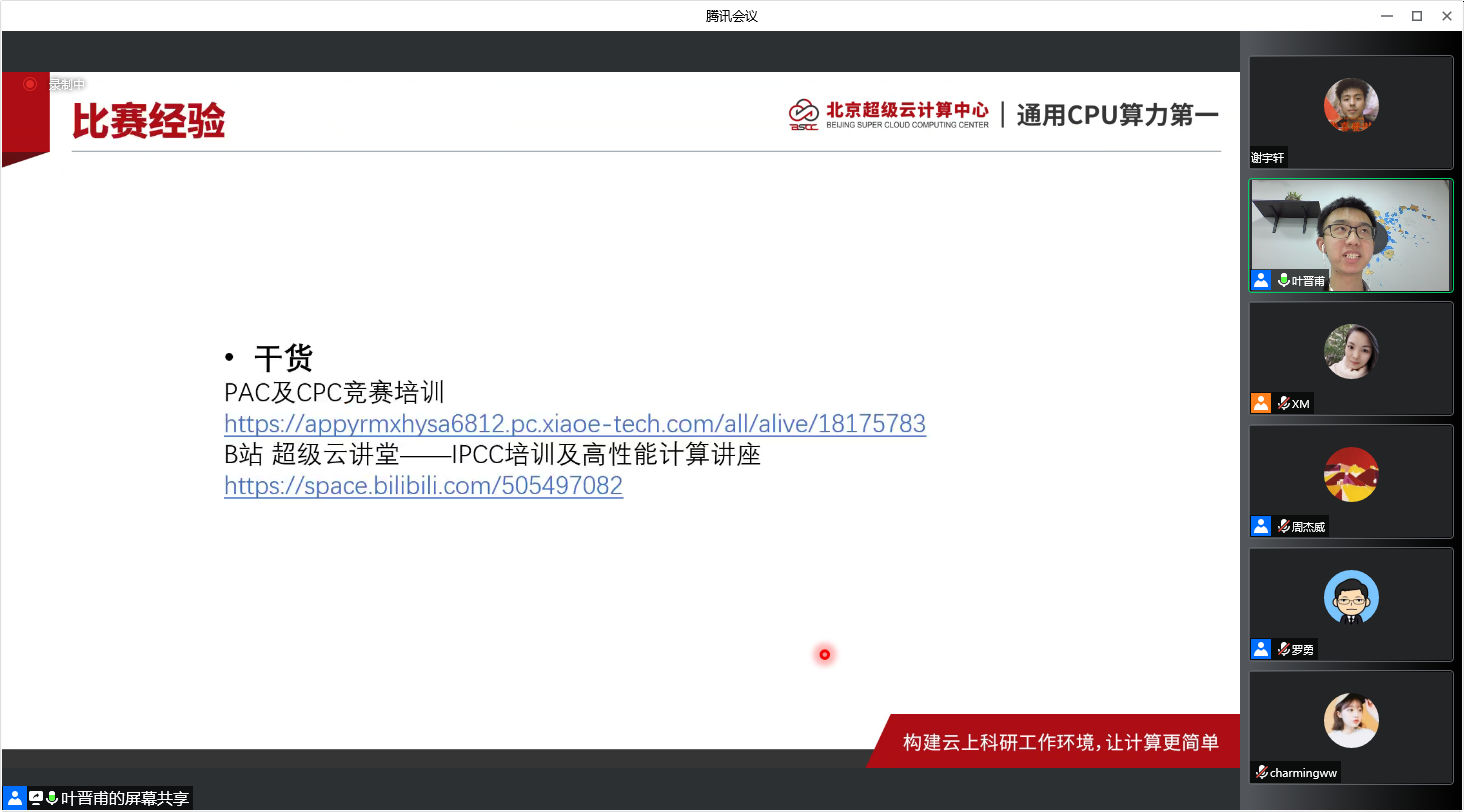 腾讯会议
录制中
比赛经验
北京超级云计算中心
BEIJING SUPER CLOUD COMPUTING CENTER
BSCC
通用CPU算力第一
• 干货
PAC及CPC竞赛培训
https://appyrmxhysa6812.pc.xiaoe-tech.com/all/alive/18175783
B站 超级云讲堂——IPCC培训及高性能计算讲座
https://space.bilibili.com/505497082
构建云上科研工作环境,让计算更简单
叶晋甫的屏幕共享
谢宇轩
叶晋甫
XM
周杰威
罗勇
charmingww